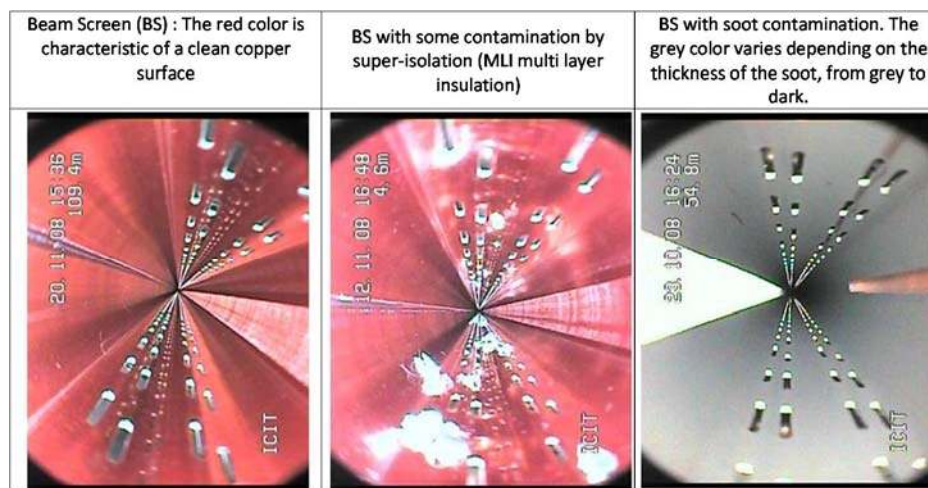 Beam Screen (BS) : The red color is
characteristic of a clean copper
surface
BS with some contamination by
super-isolation (MLI multi layer
insulation)
BS with soot contamination. The
grey color varies depending on the
thickness of the soot, from grey to
dark.
20.11.08 15:36
109,4m
ICIT
12.11.08 16:48
4,6m
ICIT
10.08 16:24
54,8m
ICIT